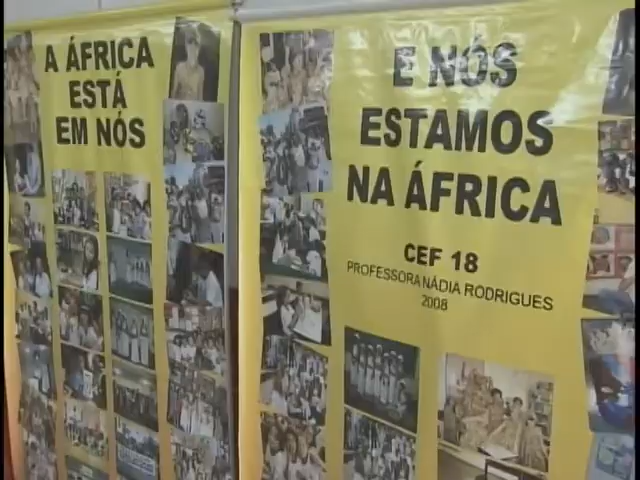 A ÁFRICA
ESTÁ
EM NÓS
E NÓS
ESTAMOS
NA ÁFRICA
CEF 18
PROFESSORA NÁDIA RODRIGUES
2008